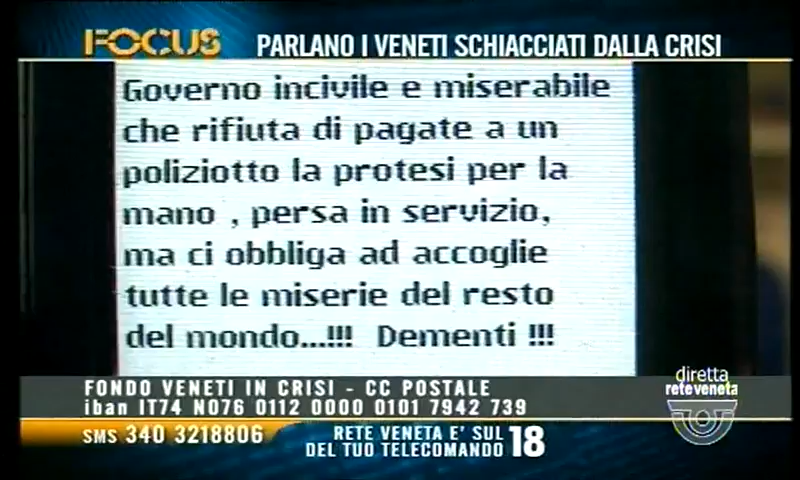 FOCUS
PARLANO I VENETI SCHIACCIATI DALLA CRISI
Governo incivile e miserabile
che rifiuta di pagate a un
poliziotto la protesi per la
mano , persa in servizio,
ma ci obbliga ad accoglie
tutte le miserie del resto
del mondo...!!! Dementi !!!
FONDO VENETI IN CRISI - CC POSTALE
iban IT74 N076 0112 0000 0101 7942 739
diretta
reteveneta
SMS 340 3218806
RETE VENETA E' SUL
DEL TUO TELECOMANDO 18